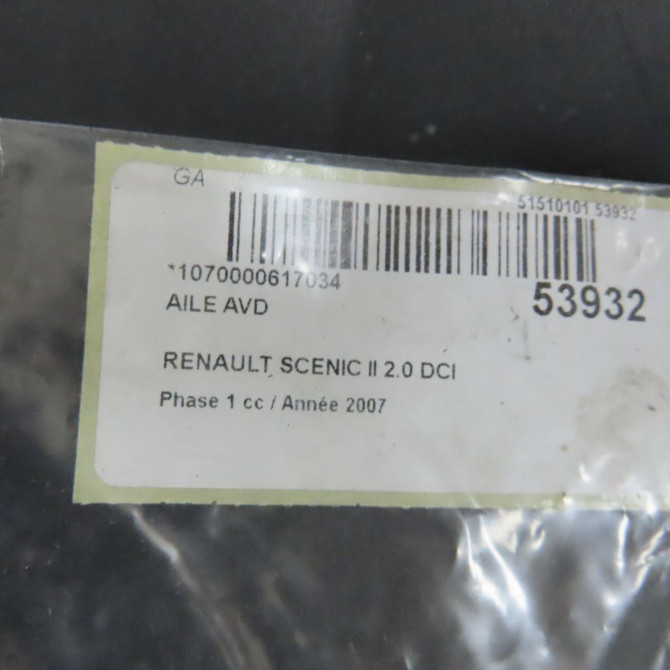 GA
51510101 53932
*1070000617034
53932
AILE AVD
RENAULT SCENIC II 2.0 DCI
Phase 1 cc / Année 2007